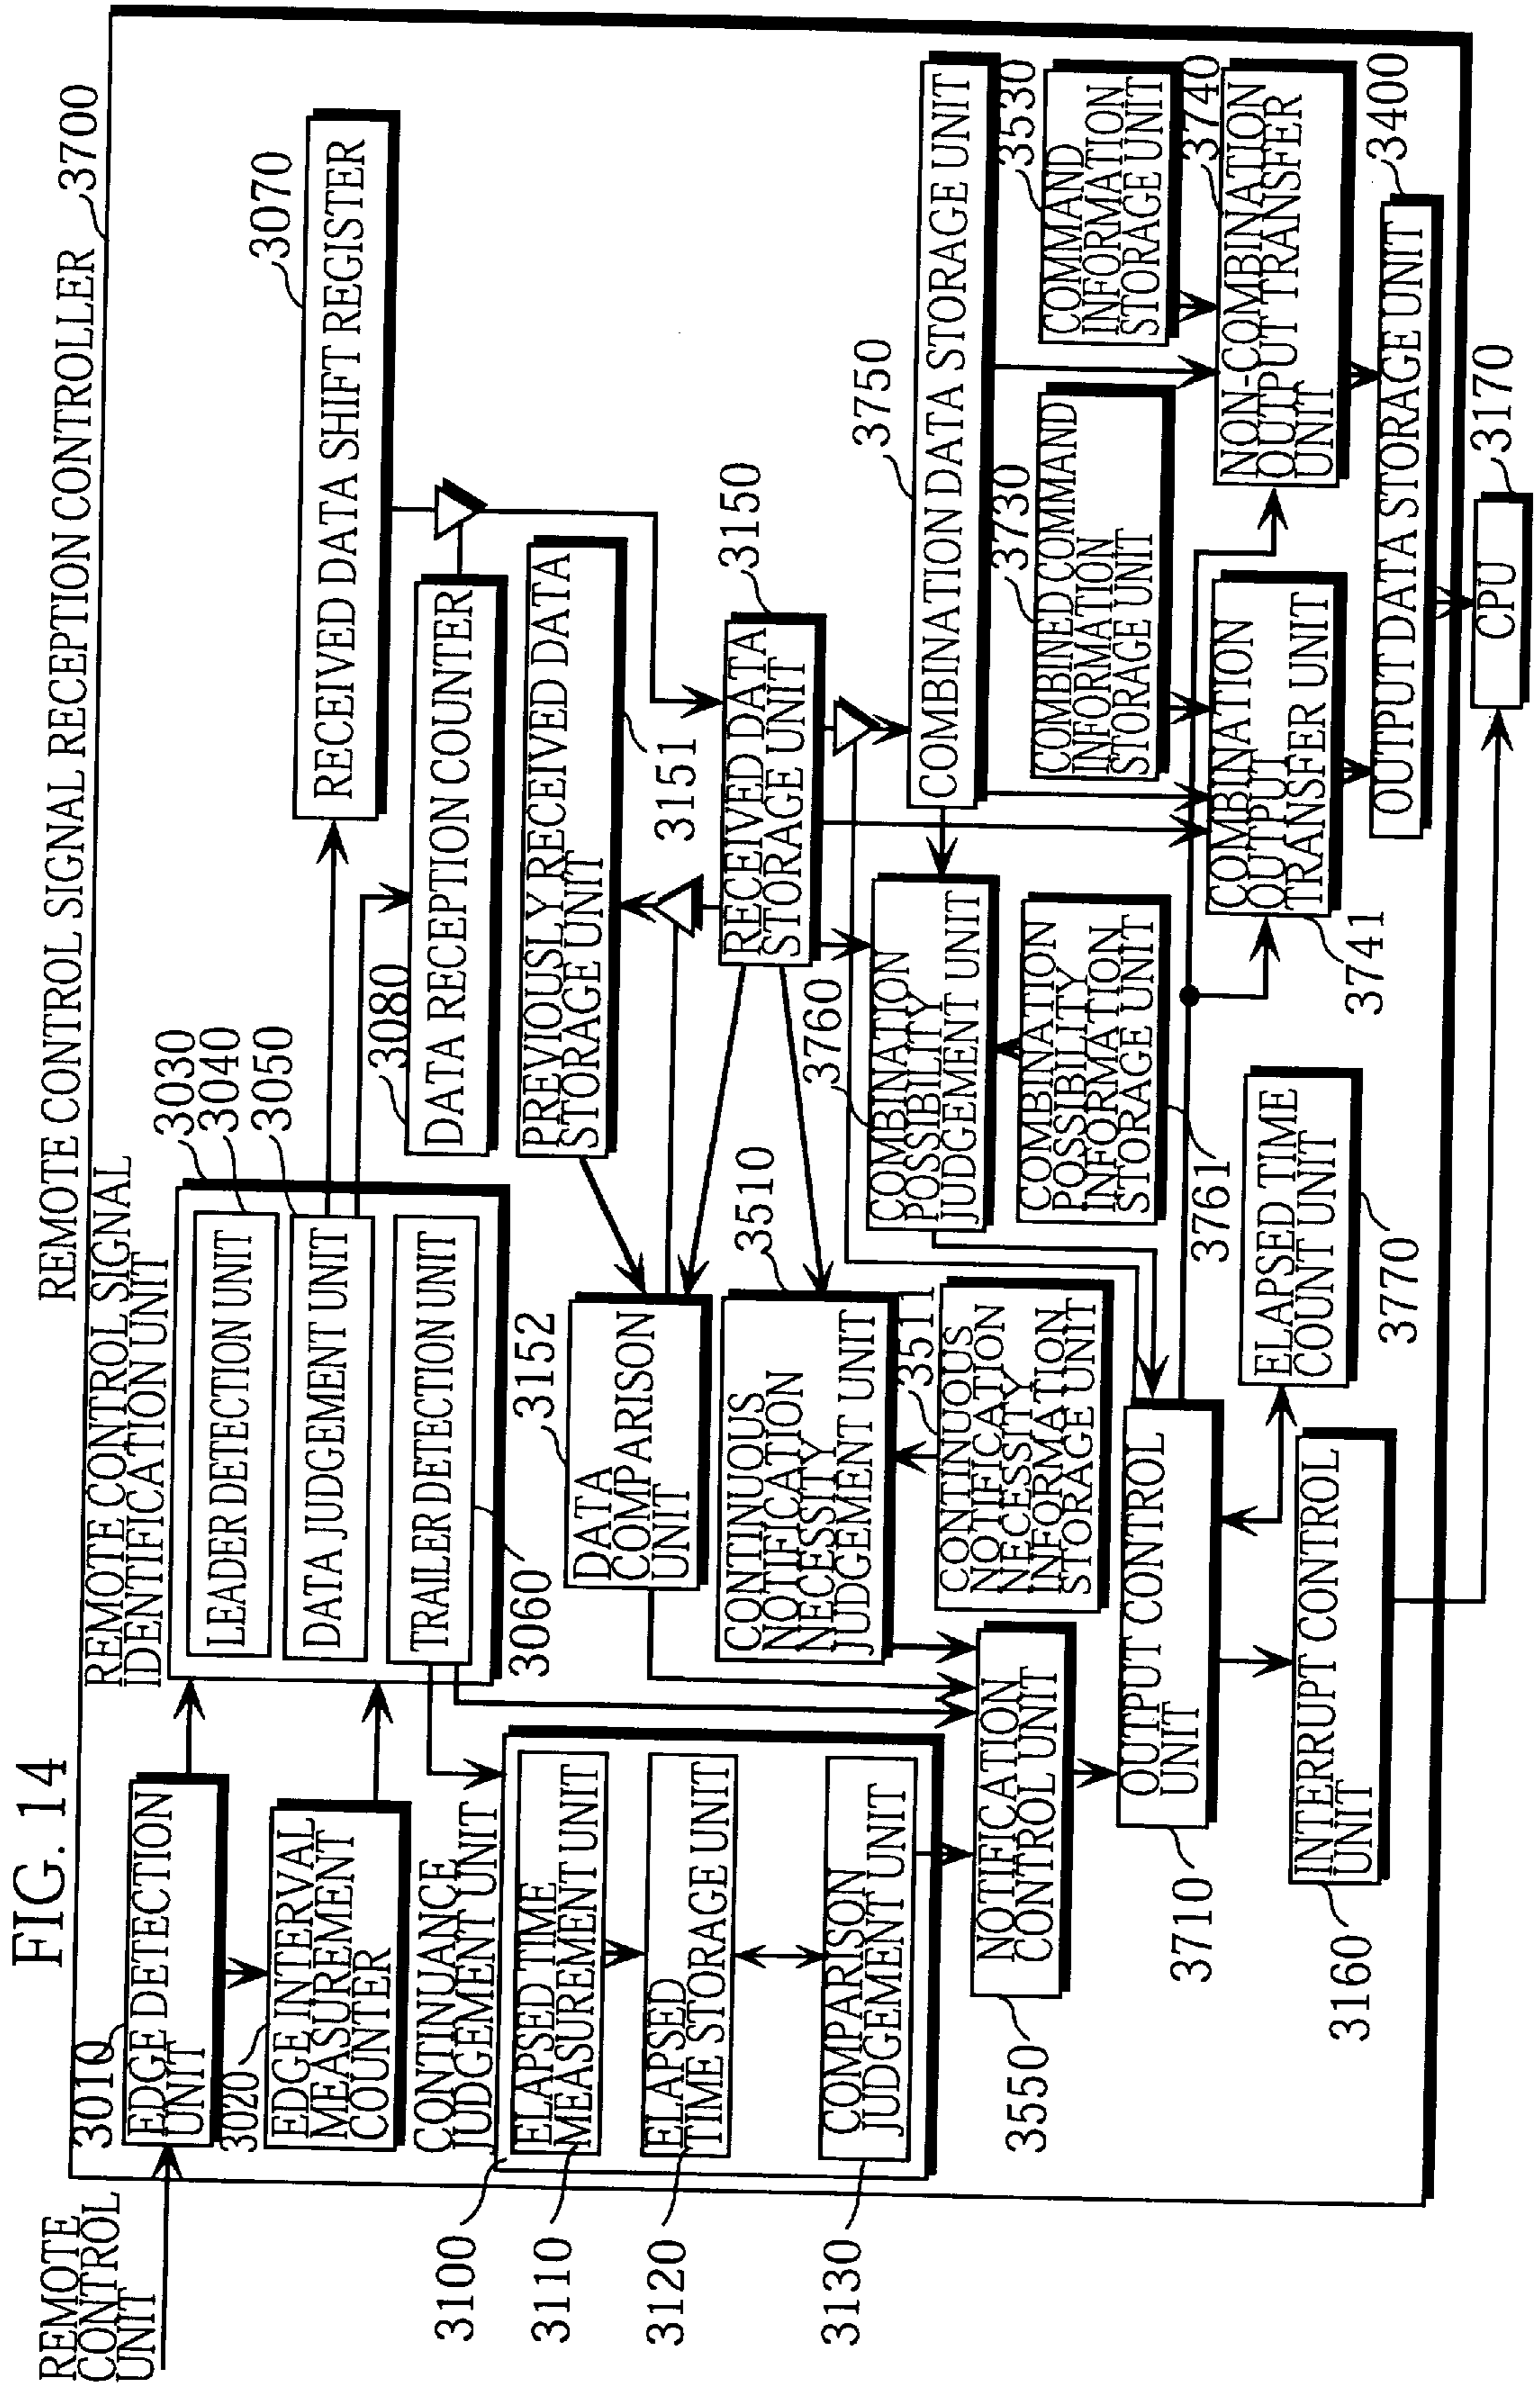 FIG. 14
REMOTE
CONTROL
UNIT
REMOTE CONTROL SIGNAL RECEPTION CONTROLLER
3700
3010
EDGE DETECTION
UNIT
3020
EDGE INTERVAL
MEASUREMENT
COUNTER
REMOTE CONTROL SIGNAL
IDENTIFICATION UNIT
3030
3040
3050
LEADER DETECTION UNIT
DATA JUDGEMENT UNIT
TRAILER DETECTION UNIT
3060
3070
RECEIVED DATA SHIFT REGISTER
3080
DATA RECEPTION COUNTER
CONTINUANCE
JUDGEMENT UNIT
3100
ELAPSED TIME
MEASUREMENT UNIT
3110
ELAPSED
TIME STORAGE UNIT
3120
COMPARISON
JUDGEMENT UNIT
3130
3152
DATA
COMPARISON
UNIT
PREVIOUSLY RECEIVED DATA
STORAGE UNIT
3151
3150
RECEIVED DATA
STORAGE UNIT
3510
CONTINUOUS
NOTIFICATION
NECESSITY
JUDGEMENT UNIT
3511
CONTINUOUS
NOTIFICATION
NECESSITY
INFORMATION
STORAGE UNIT
3760
COMBINATION
POSSIBILITY
JUDGEMENT UNIT
COMBINATION
POSSIBILITY
INFORMATION
STORAGE UNIT
3761
3750
COMBINATION DATA STORAGE UNIT
3730
COMBINED COMMAND
INFORMATION
STORAGE UNIT
3530
COMMAND
INFORMATION
STORAGE UNIT
NOTIFICATION
CONTROL UNIT
3550
OUTPUT CONTROL
UNIT
3710
ELAPSED TIME
COUNT UNIT
3770
COMBINATION
OUTPUT
TRANSFER UNIT
3741
3740
NON-COMBINATION
OUTPUT TRANSFER
UNIT
INTERRUPT CONTROL
UNIT
3160
OUTPUT DATA STORAGE UNIT
3400
CPU
3170